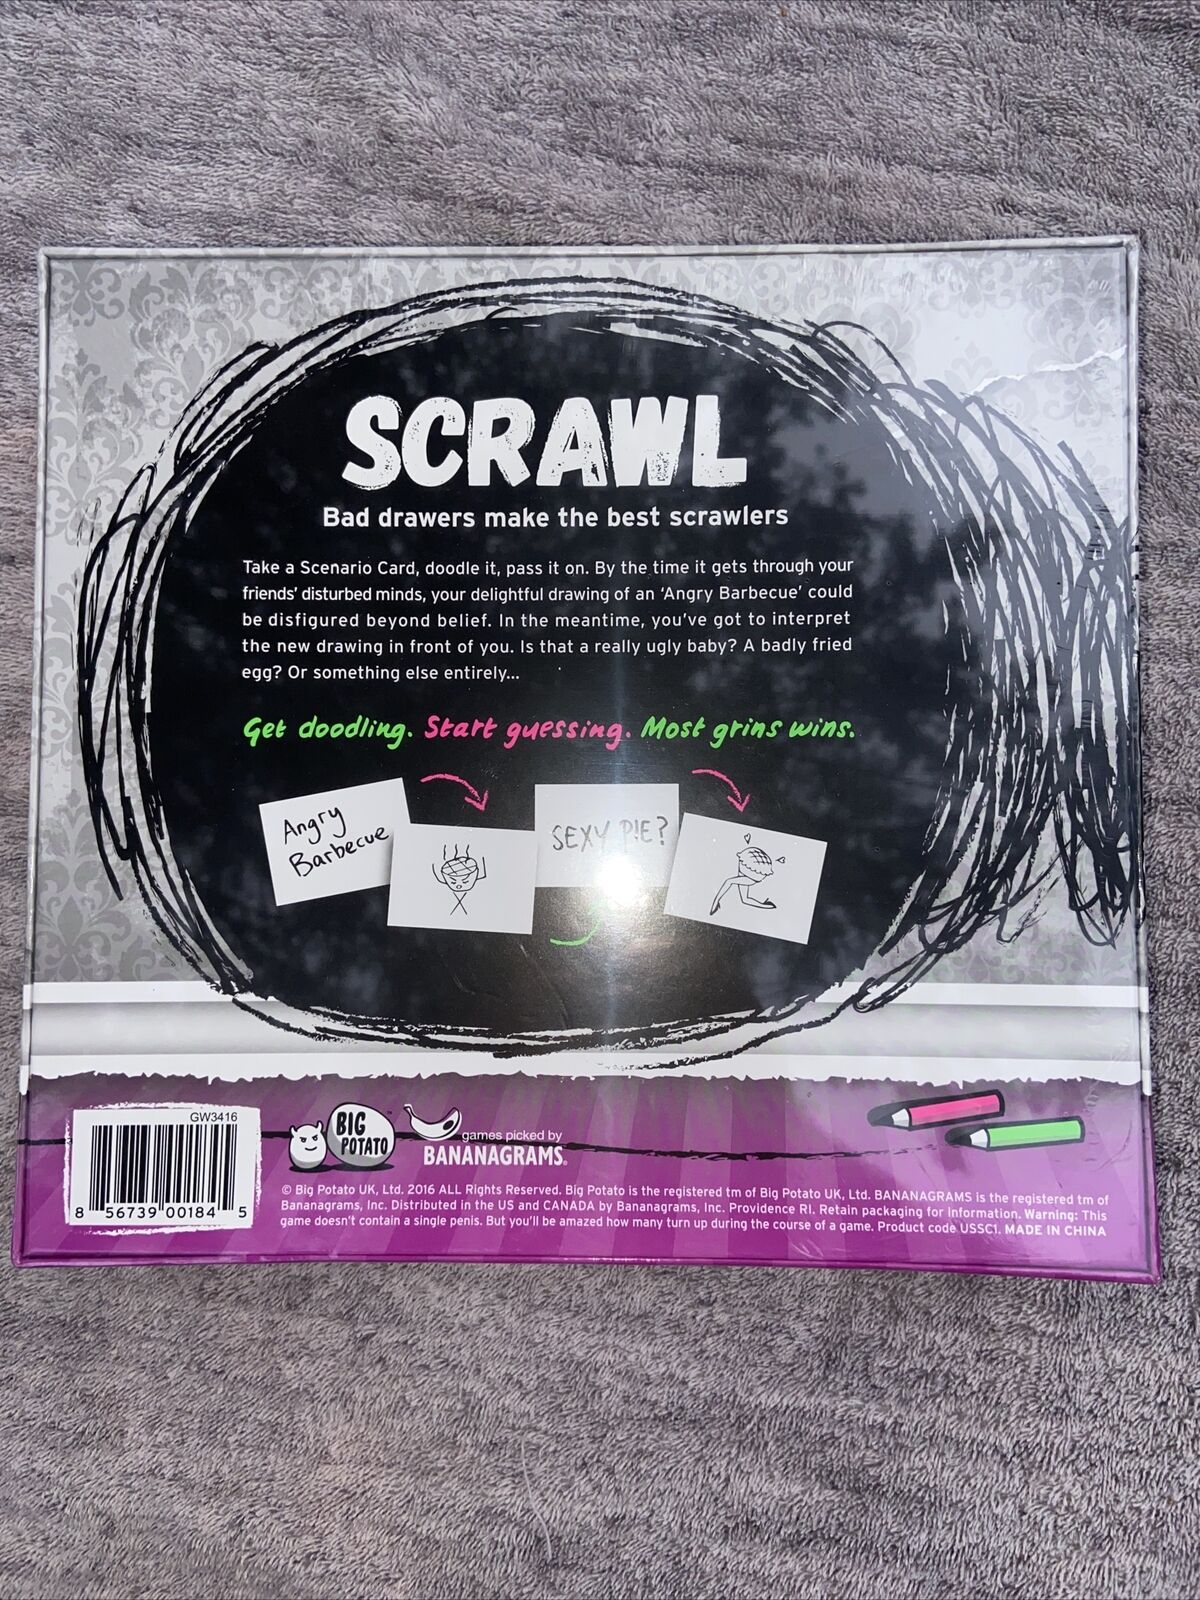 SCRAWL
Bad drawers make the best scrawlers
Take a Scenario Card, doodle it, pass it on. By the time it gets through your
friends' disturbed minds, your delightful drawing of an 'Angry Barbecue' could
be disfigured beyond belief. In the meantime, you've got to interpret
the new drawing in front of you. Is that a really ugly baby? A badly fried
egg? Or something else entirely...
Get doodling. Start guessing. Most grins wins.
Angry
Barbecue
SEXY PIE?
GW3416
8 56739 00184 5
BIG
POTATO
games picked by
BANANAGRAMS®
© Big Potato UK, Ltd. 2016 ALL Rights Reserved. Big Potato is the registered tm of Big Potato UK, Ltd. BANANAGRAMS is the registered tm of
Bananagrams, Inc. Distributed in the US and CANADA by Bananagrams, Inc. Providence RI. Retain packaging for information. Warning: This
game doesn't contain a single penis. But you'll be amazed how many turn up during the course of a game. Product code USSC1. MADE IN CHINA